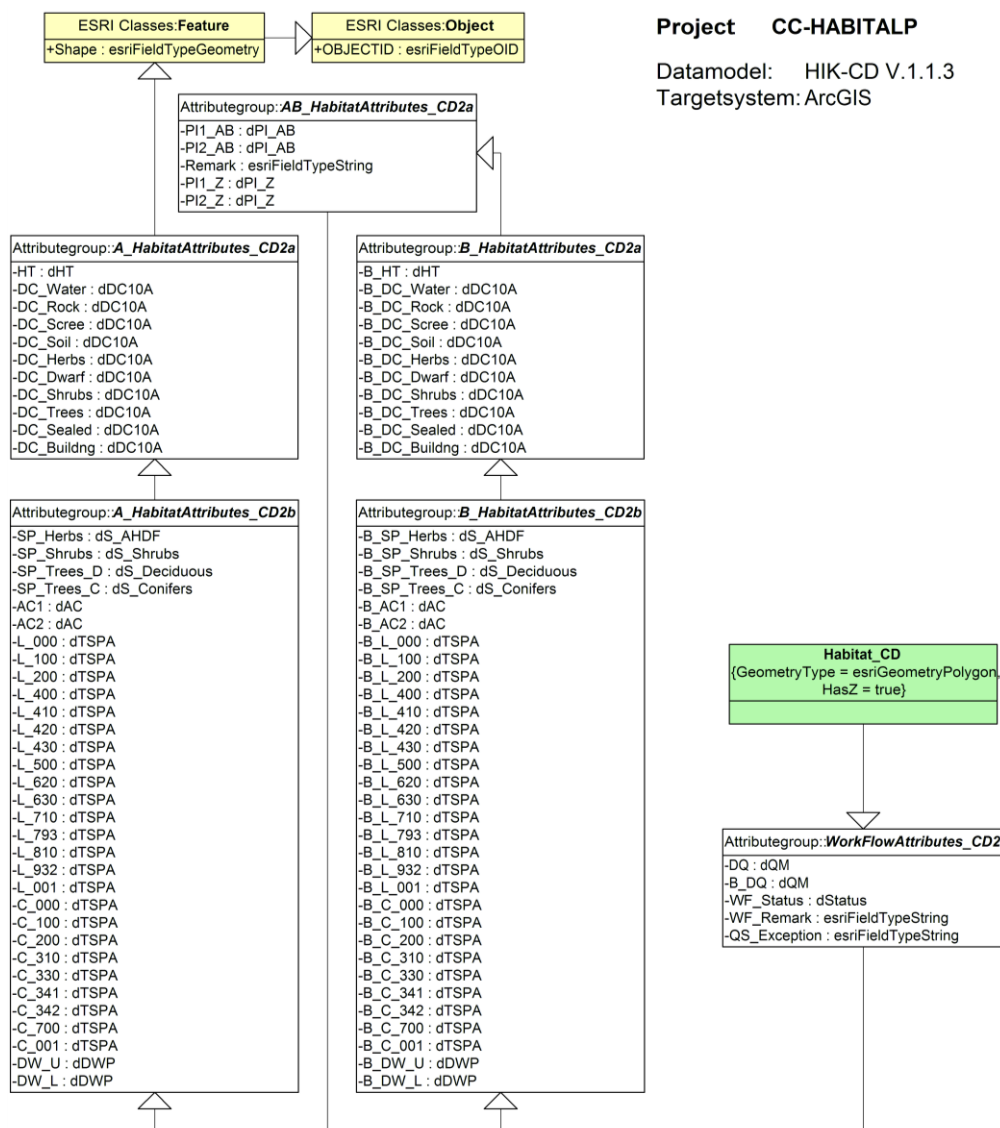 ESRI Classes:Feature
+Shape : esriFieldTypeGeometry
ESRI Classes:Object
+OBJECTID : esriFieldTypeOID
Project CC-HABITALP
Datamodel: HIK-CD V.1.1.3
Targetsystem: ArcGIS
Attributegroup::AB_HabitatAttributes_CD2a
-PI1_AB : dPI_AB
-PI2_AB : dPI_AB
-Remark : esriFieldTypeString
-PI1_Z : dPI_Z
-PI2_Z : dPI_Z
Attributegroup::A_HabitatAttributes_CD2a
-HT : dHT
-DC_Water : dDC10A
-DC_Rock : dDC10A
-DC_Scree : dDC10A
-DC_Soil : dDC10A
-DC_Herbs : dDC10A
-DC_Dwarf : dDC10A
-DC_Shrubs : dDC10A
-DC_Trees : dDC10A
-DC_Sealed : dDC10A
-DC_Buildng : dDC10A
Attributegroup::B_HabitatAttributes_CD2a
-B_HT : dHT
-B_DC_Water : dDC10A
-B_DC_Rock : dDC10A
-B_DC_Scree : dDC10A
-B_DC_Soil : dDC10A
-B_DC_Herbs : dDC10A
-B_DC_Dwarf : dDC10A
-B_DC_Shrubs : dDC10A
-B_DC_Trees : dDC10A
-B_DC_Sealed : dDC10A
-B_DC_Buildng : dDC10A
Attributegroup::A_HabitatAttributes_CD2b
-SP_Herbs : dS_AHDF
-SP_Shrubs : dS_Shrubs
-SP_Trees_D : dS_Deciduous
-SP_Trees_C : dS_Conifers
-AC1 : dAC
-AC2 : dAC
-L_000 : dTSPA
-L_100 : dTSPA
-L_200 : dTSPA
-L_400 : dTSPA
-L_410 : dTSPA
-L_420 : dTSPA
-L_430 : dTSPA
-L_500 : dTSPA
-L_620 : dTSPA
-L_630 : dTSPA
-L_710 : dTSPA
-L_793 : dTSPA
-L_810 : dTSPA
-L_932 : dTSPA
-L_001 : dTSPA
-C_000 : dTSPA
-C_100 : dTSPA
-C_200 : dTSPA
-C_310 : dTSPA
-C_330 : dTSPA
-C_341 : dTSPA
-C_342 : dTSPA
-C_700 : dTSPA
-C_001 : dTSPA
-DW_U : dDWP
-DW_L : dDWP
Attributegroup::B_HabitatAttributes_CD2b
-B_SP_Herbs : dS_AHDF
-B_SP_Shrubs : dS_Shrubs
-B_SP_Trees_D : dS_Deciduous
-B_SP_Trees_C : dS_Conifers
-B_AC1 : dAC
-B_AC2 : dAC
-B_L_000 : dTSPA
-B_L_100 : dTSPA
-B_L_200 : dTSPA
-B_L_400 : dTSPA
-B_L_410 : dTSPA
-B_L_420 : dTSPA
-B_L_430 : dTSPA
-B_L_500 : dTSPA
-B_L_620 : dTSPA
-B_L_630 : dTSPA
-B_L_710 : dTSPA
-B_L_793 : dTSPA
-B_L_810 : dTSPA
-B_L_932 : dTSPA
-B_L_001 : dTSPA
-B_C_000 : dTSPA
-B_C_100 : dTSPA
-B_C_200 : dTSPA
-B_C_310 : dTSPA
-B_C_330 : dTSPA
-B_C_341 : dTSPA
-B_C_342 : dTSPA
-B_C_700 : dTSPA
-B_C_001 : dTSPA
-B_DW_U : dDWP
-B_DW_L : dDWP
Habitat_CD
{GeometryType = esriGeometryPolygon,
HasZ = true}
Attributegroup::WorkFlowAttributes_CD2
-DQ : dQM
-B_DQ : dQM
-WF_Status : dStatus
-WF_Remark : esriFieldTypeString
-QS_Exception : esriFieldTypeString